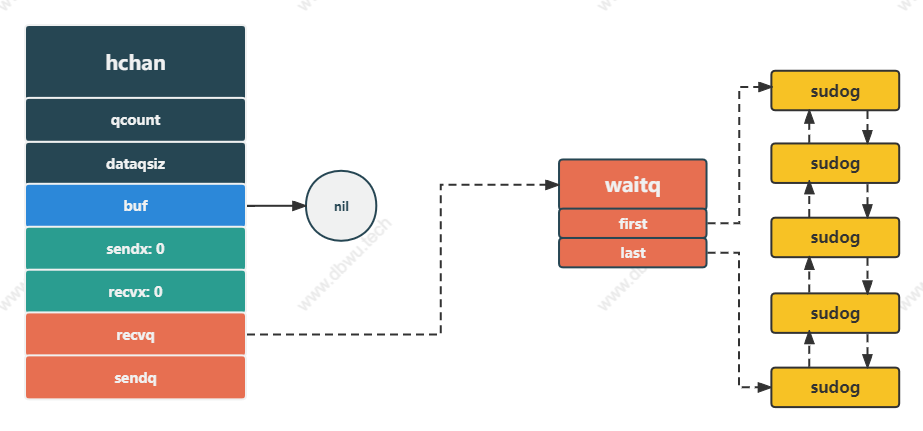 hchan
qcount
dataqsiz
buf
sendx: 0
recvx: 0
recvq
sendq
nil
waitq
first
last
sudog
sudog
sudog
sudog
sudog
www.dbwu.tech